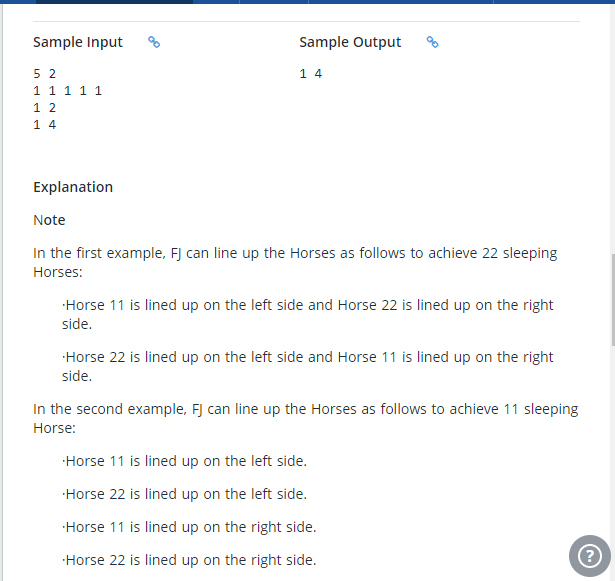 Sample Input
Sample Output
5 2
1 1 1 1 1
1 2
1 4
1 4
Explanation
Note
In the first example, FJ can line up the Horses as follows to achieve 22 sleeping
Horses:
·Horse 11 is lined up on the left side and Horse 22 is lined up on the right
side.
·Horse 22 is lined up on the left side and Horse 11 is lined up on the right
side.
In the second example, FJ can line up the Horses as follows to achieve 11 sleeping
Horse:
·Horse 11 is lined up on the left side.
·Horse 22 is lined up on the left side.
·Horse 11 is lined up on the right side.
·Horse 22 is lined up on the right side.
?